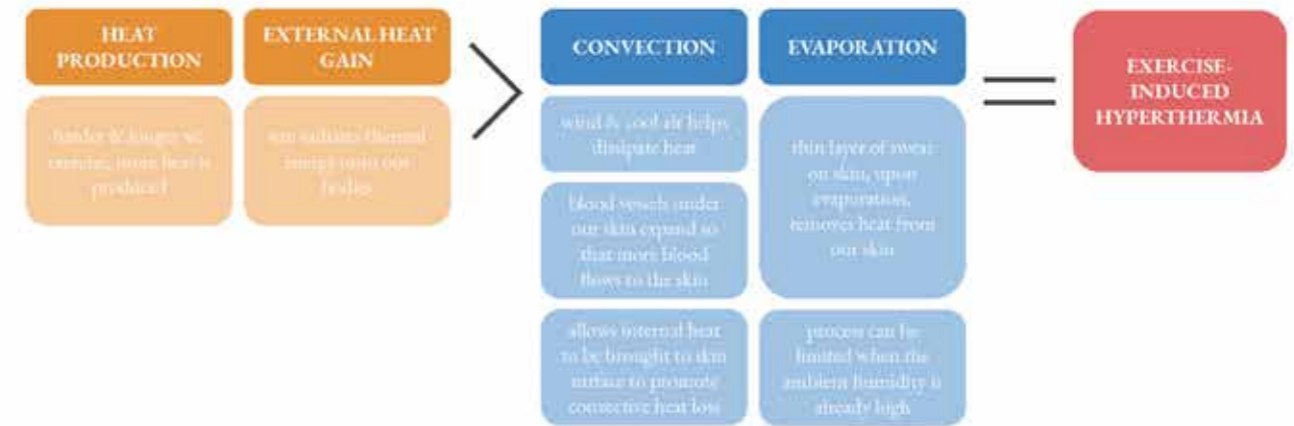 HEAT
PRODUCTION
harder & longer we
exercise, more heat is
produced
EXTERNAL HEAT
GAIN
sun radiates thermal
energy onto our
bodies
CONVECTION
wind & cool air helps
dissipate heat
blood vessels under
our skin expand so
that more blood
flows to the skin
allows internal heat
to be brought to skin
surface to promote
convective heat loss
EVAPORATION
thin layer of sweat
on skin, upon
evaporation,
removes heat from
our skin
process can be
limited when the
ambient humidity is
already high
EXERCISE-
INDUCED
HYPERTHERMIA